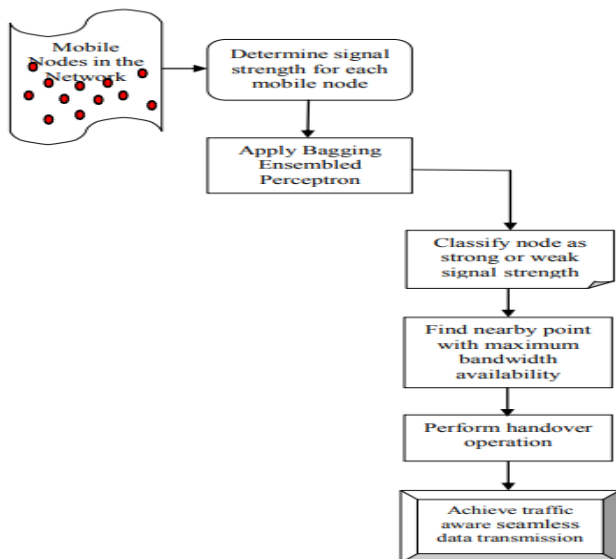 Mobile
Nodes in the
Network
Determine signal
strength for each
mobile node
Apply Bagging
Ensembled
Perceptron
Classify node as
strong or weak
signal strength
Find nearby point
with maximum
bandwidth
availability
Perform handover
operation
Achieve traffic
aware seamless
data transmission